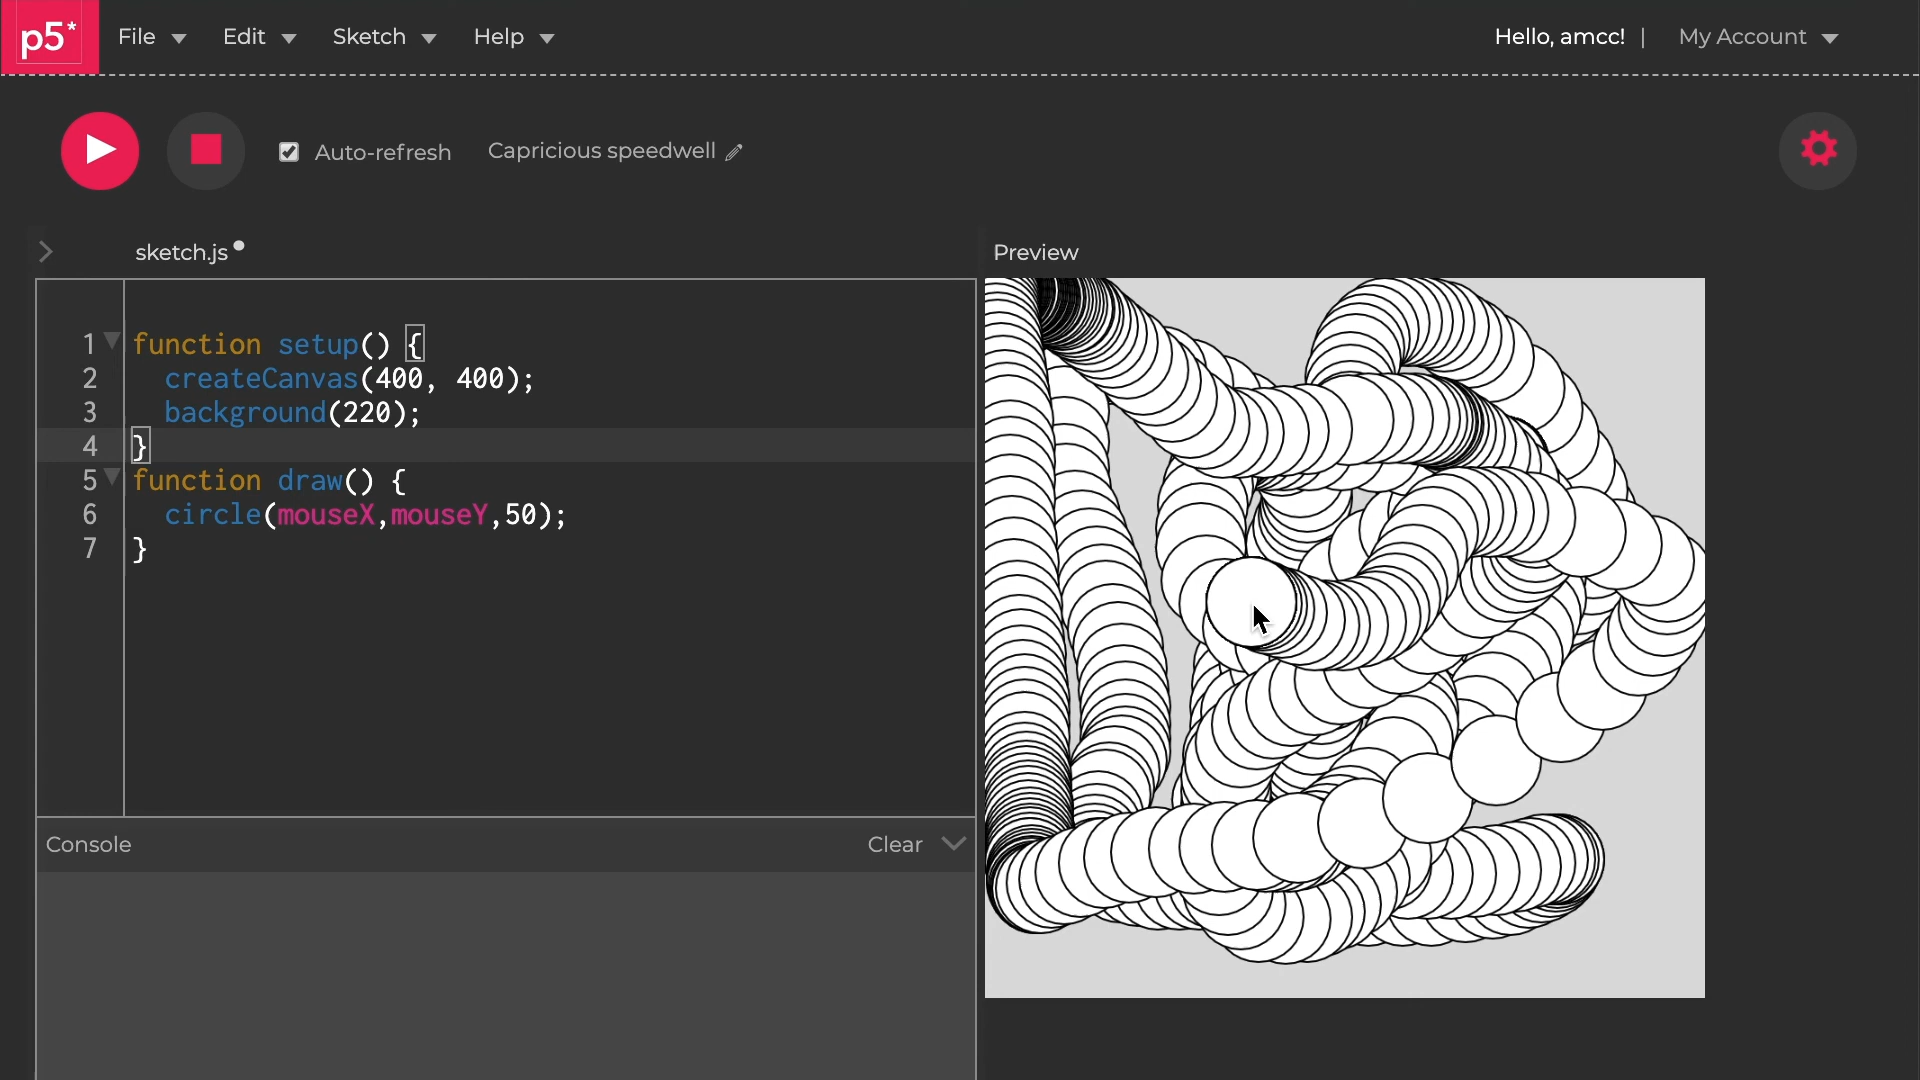 p5* File Edit Sketch Help Hello, amcc! | My Account
Auto-refresh Capricious speedwell
sketch.js Preview
1 function setup() {
2 createCanvas(400, 400);
3 background(220);
4 }
5 function draw() {
6 circle(mouseX,mouseY,50);
7 }
Console Clear